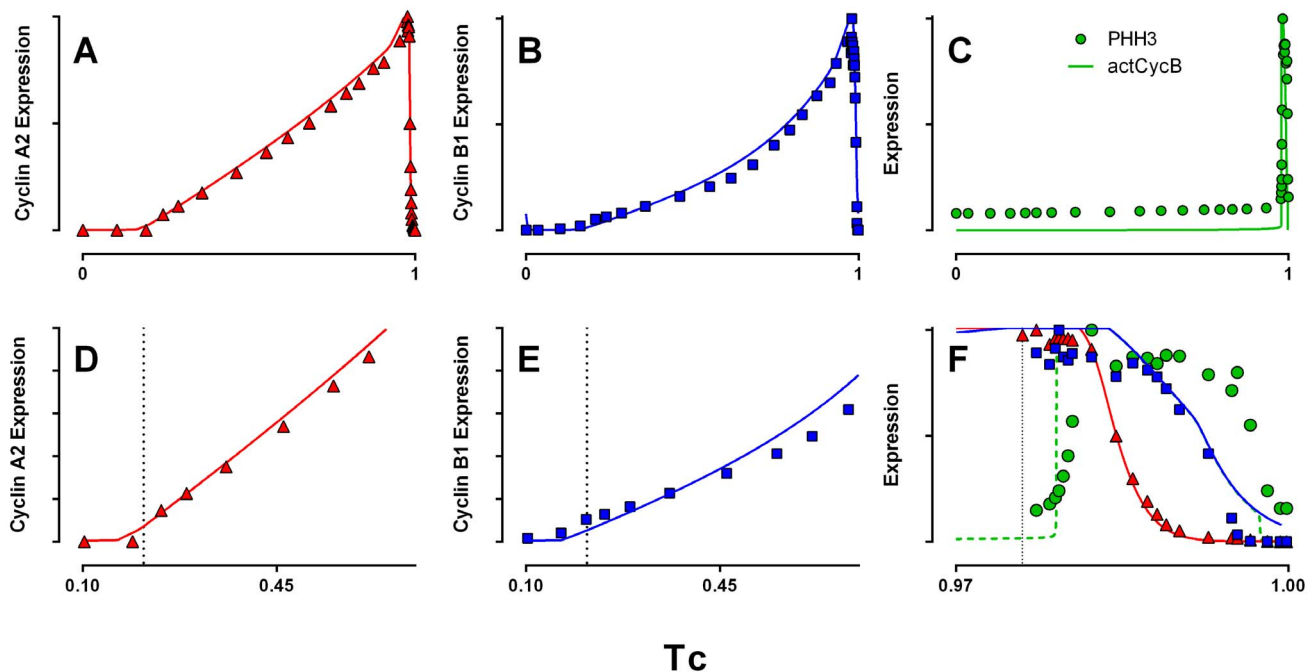 A
Cyclin A2 Expression
0
1
B
Cyclin B1 Expression
0
1
C
PHH3
actCycB
Expression
0
1
D
Cyclin A2 Expression
0.10
0.45
E
Cyclin B1 Expression
0.10
0.45
F
Expression
0.97
1.00
Tc